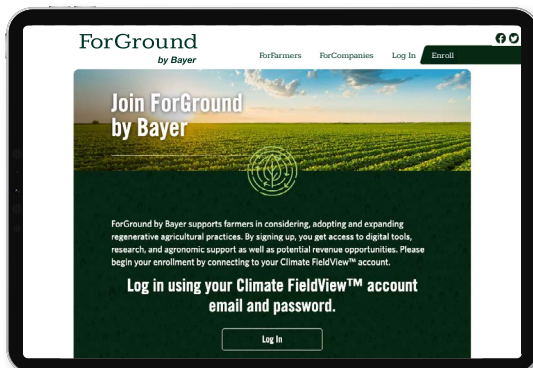 ForGround
by Bayer
ForFarmers ForCompanies Log In Enroll
Join ForGround
by Bayer
ForGround by Bayer supports farmers in considering, adopting and expanding
regenerative agricultural practices. By signing up, you get access to digital tools,
research, and agronomic support as well as potential revenue opportunities. Please
begin your enrollment by connecting to your Climate FieldView™ account.
Log in using your Climate FieldView™ account
email and password.
Log In